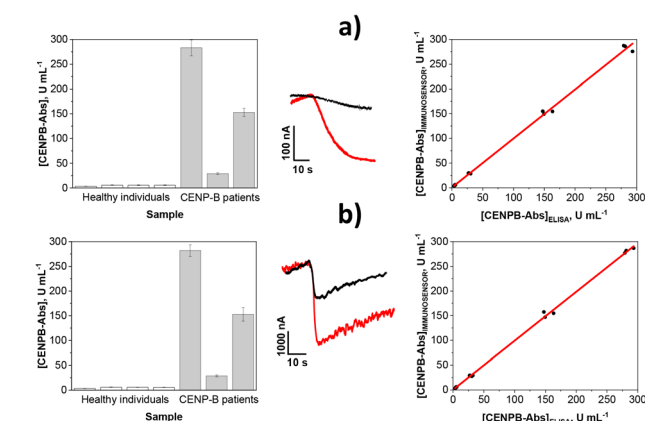 a)
300
250
200
150
100
50
0
[CENPB-Abs], U mL-1
Healthy individuals CENP-B patients
Sample
100 nA
10 s
300
250
200
150
100
50
0
[CENPB-Abs]IMMUNOSENSOR, U mL-1
0 50 100 150 200 250 300
[CENPB-Abs]ELISA, U mL-1
b)
300
250
200
150
100
50
0
[CENPB-Abs], U mL-1
Healthy individuals CENP-B patients
Sample
1000 nA
10 s
300
250
200
150
100
50
0
[CENPB-Abs]IMMUNOSENSOR, U mL-1
0 50 100 150 200 250 300
[CENPB-Abs]ELISA, U mL-1